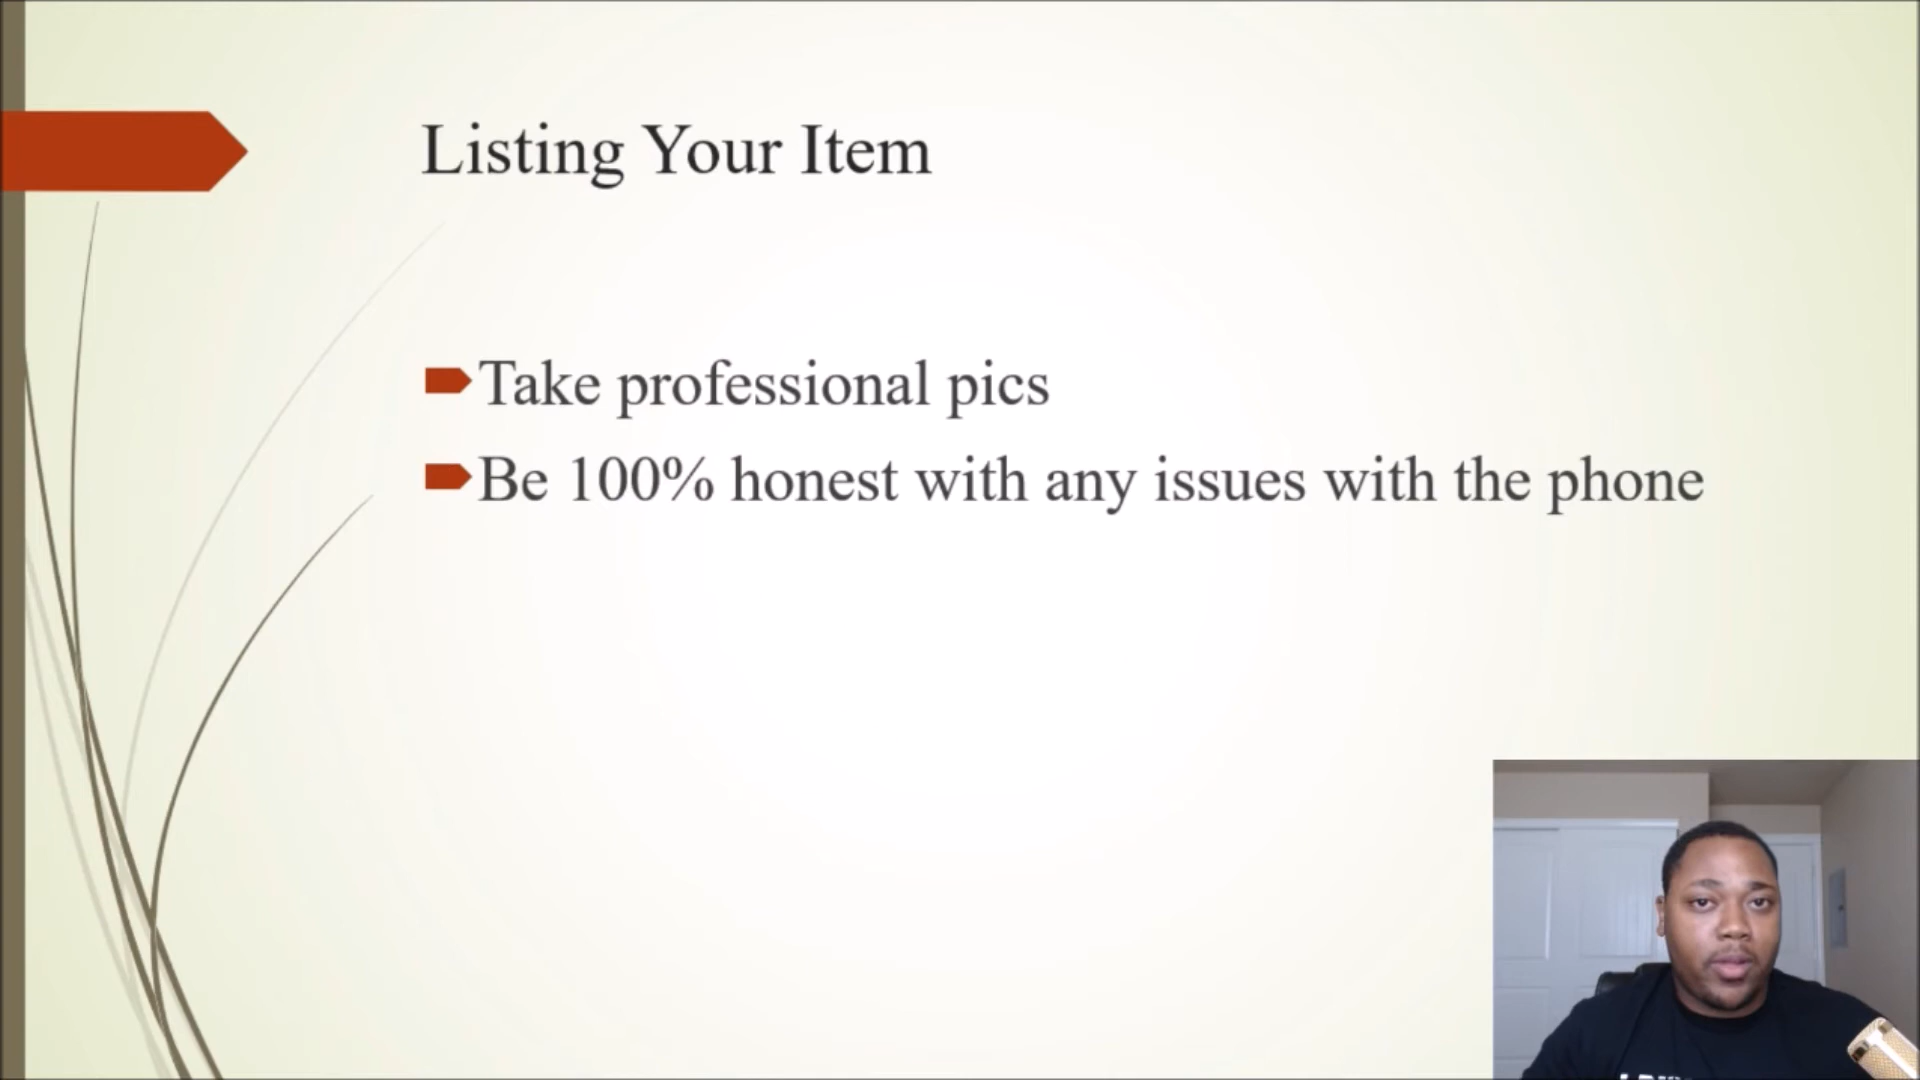 Listing Your Item
Take professional pics
Be 100% honest with any issues with the phone